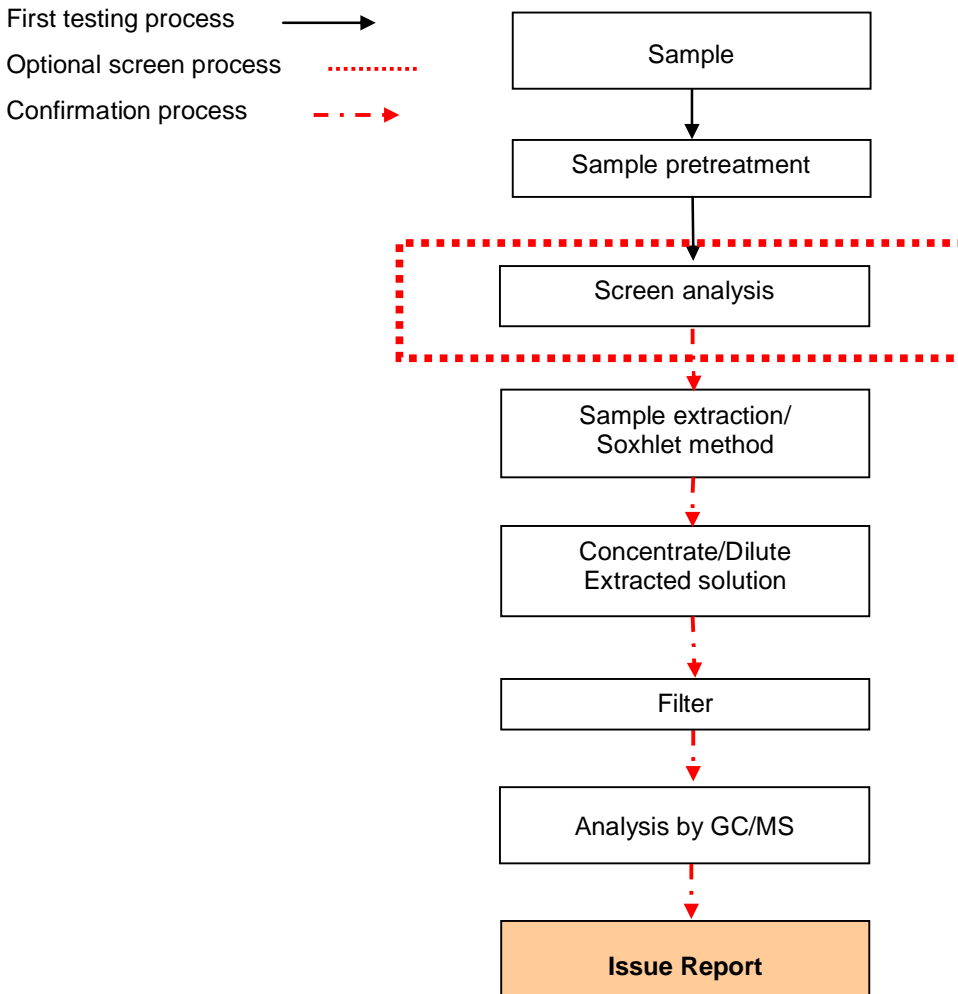 First testing process
Optional screen process
Confirmation process
Sample
Sample pretreatment
Screen analysis
Sample extraction/
Soxhlet method
Concentrate/Dilute
Extracted solution
Filter
Analysis by GC/MS
Issue Report